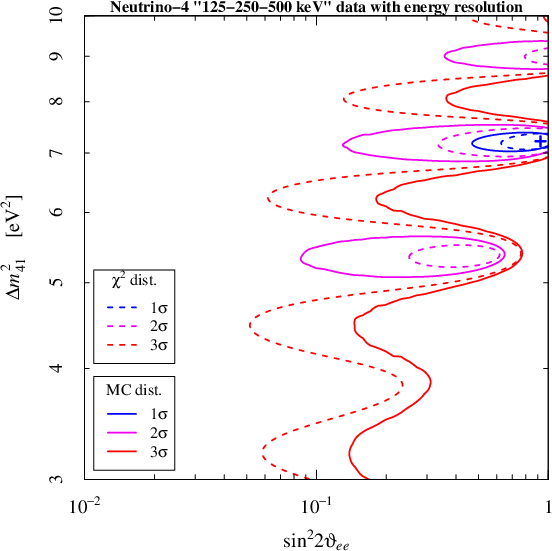 Neutrino−4 "125−250−500 keV" data with energy resolution
10
9
8
7
6
5
4
3
Δm²₄₁ [eV²]
χ² dist.
1σ
2σ
3σ
MC dist.
1σ
2σ
3σ
10⁻² 10⁻¹ 1
sin²2ϑₑₑ